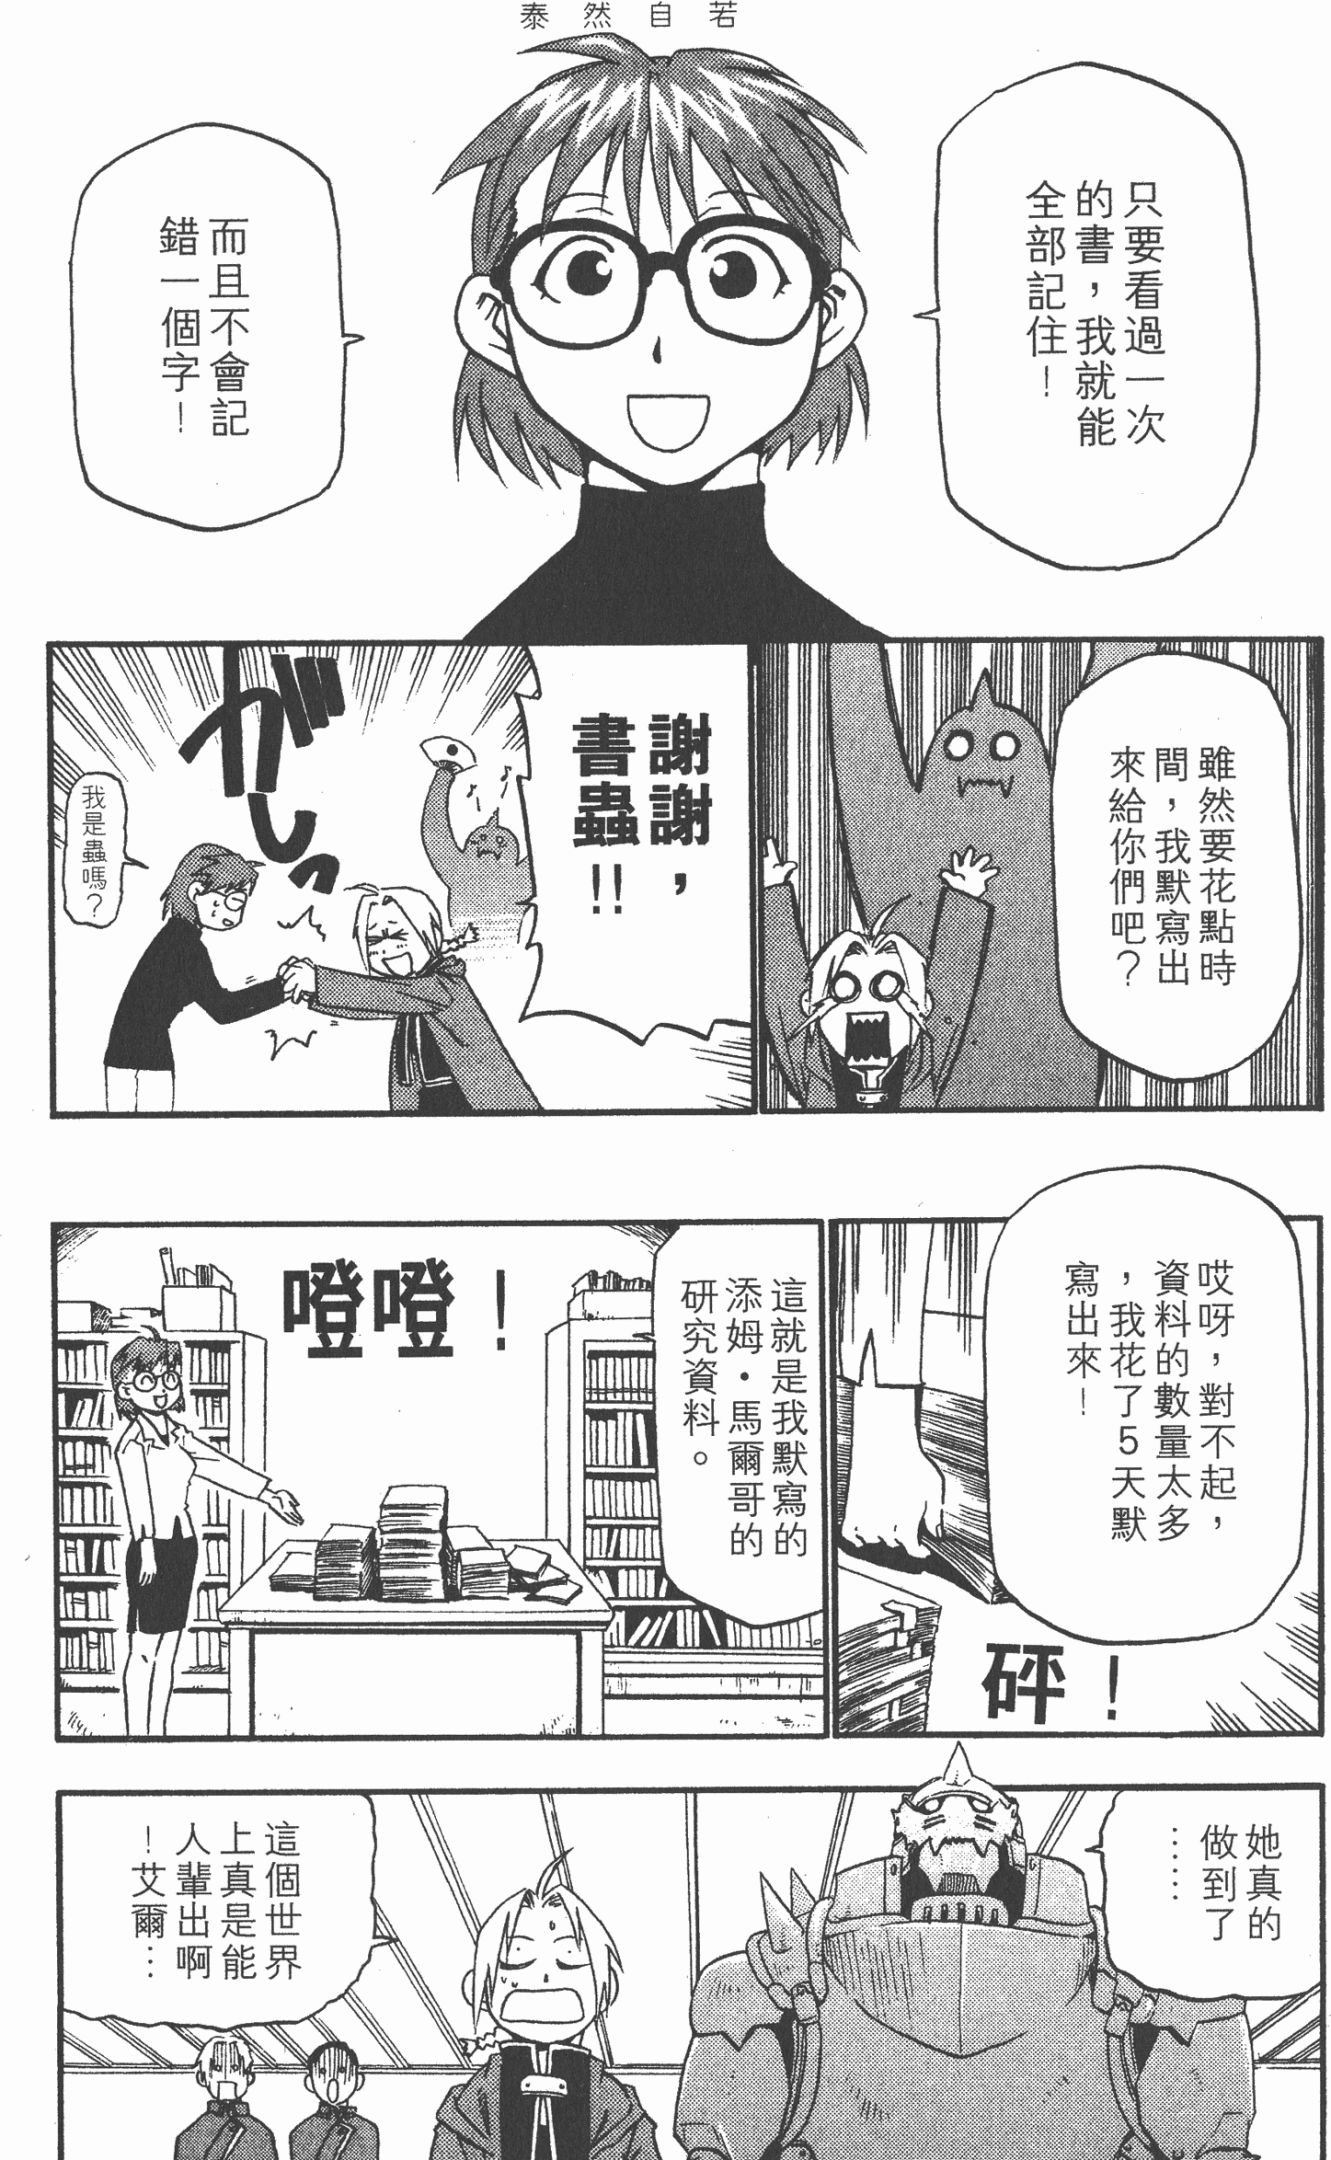 泰然自若
只要看過一次
的書，我就能
全部記住！
而且不會記
錯一個字！
雖然要花點時
間，我默寫出
來給你們吧？
謝謝，
書蟲!!
がしっ
我是蟲嗎？
哎呀，對不起，
資料的數量太多
，我花了5天默
寫出來！
砰！
這就是我默寫的
添姆・馬爾哥的
研究資料。
噔噔！
她真的
做到了
……
這個世界
上真是能
人輩出啊
！艾爾…